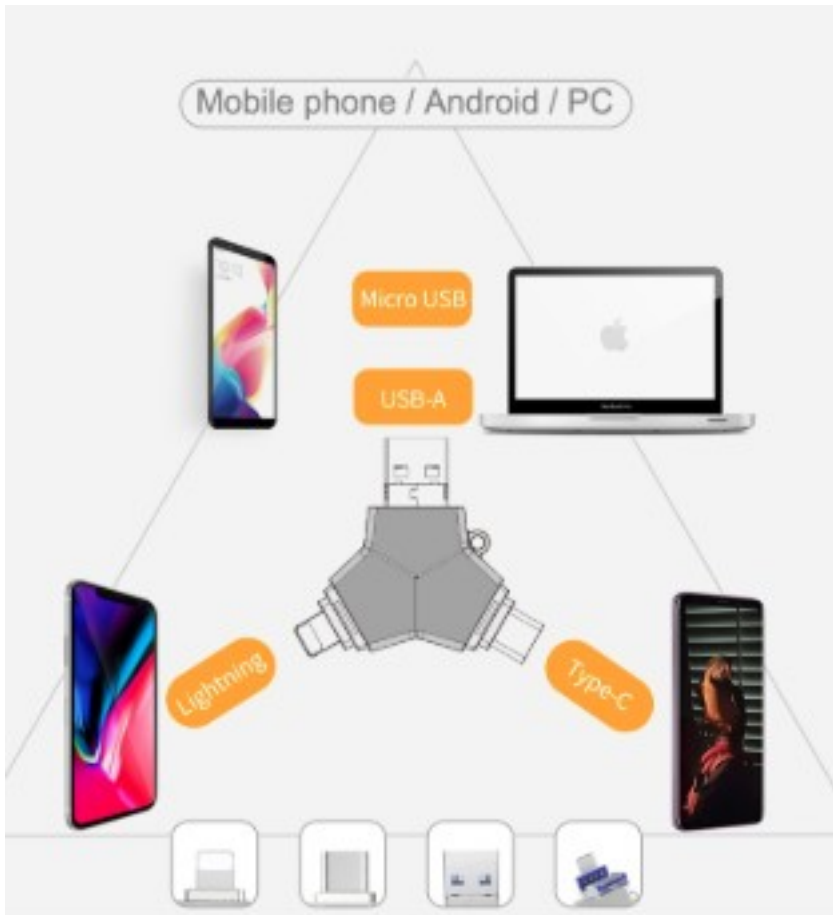 Mobile phone / Android / PC
Micro USB
USB-A
Lightning
Type-C